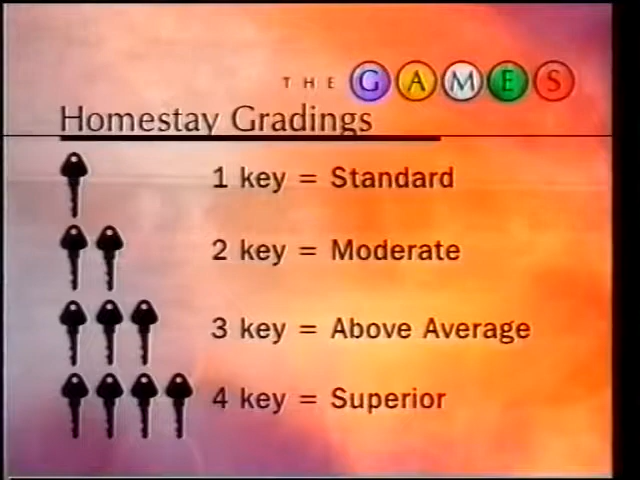 THE GAMES
Homestay Gradings
1 key = Standard
2 key = Moderate
3 key = Above Average
4 key = Superior